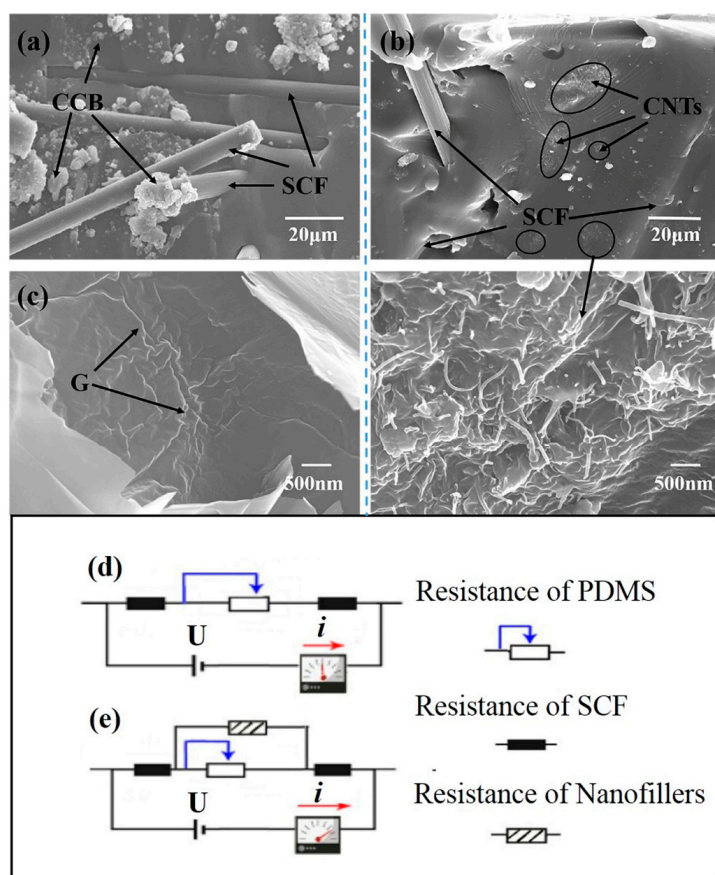 (a)
CCB
SCF
20μm
(b)
CNTs
SCF
20μm
(c)
G
500nm
500nm
(d)
U
i
Resistance of PDMS
Resistance of SCF
(e)
U
i
Resistance of Nanofillers